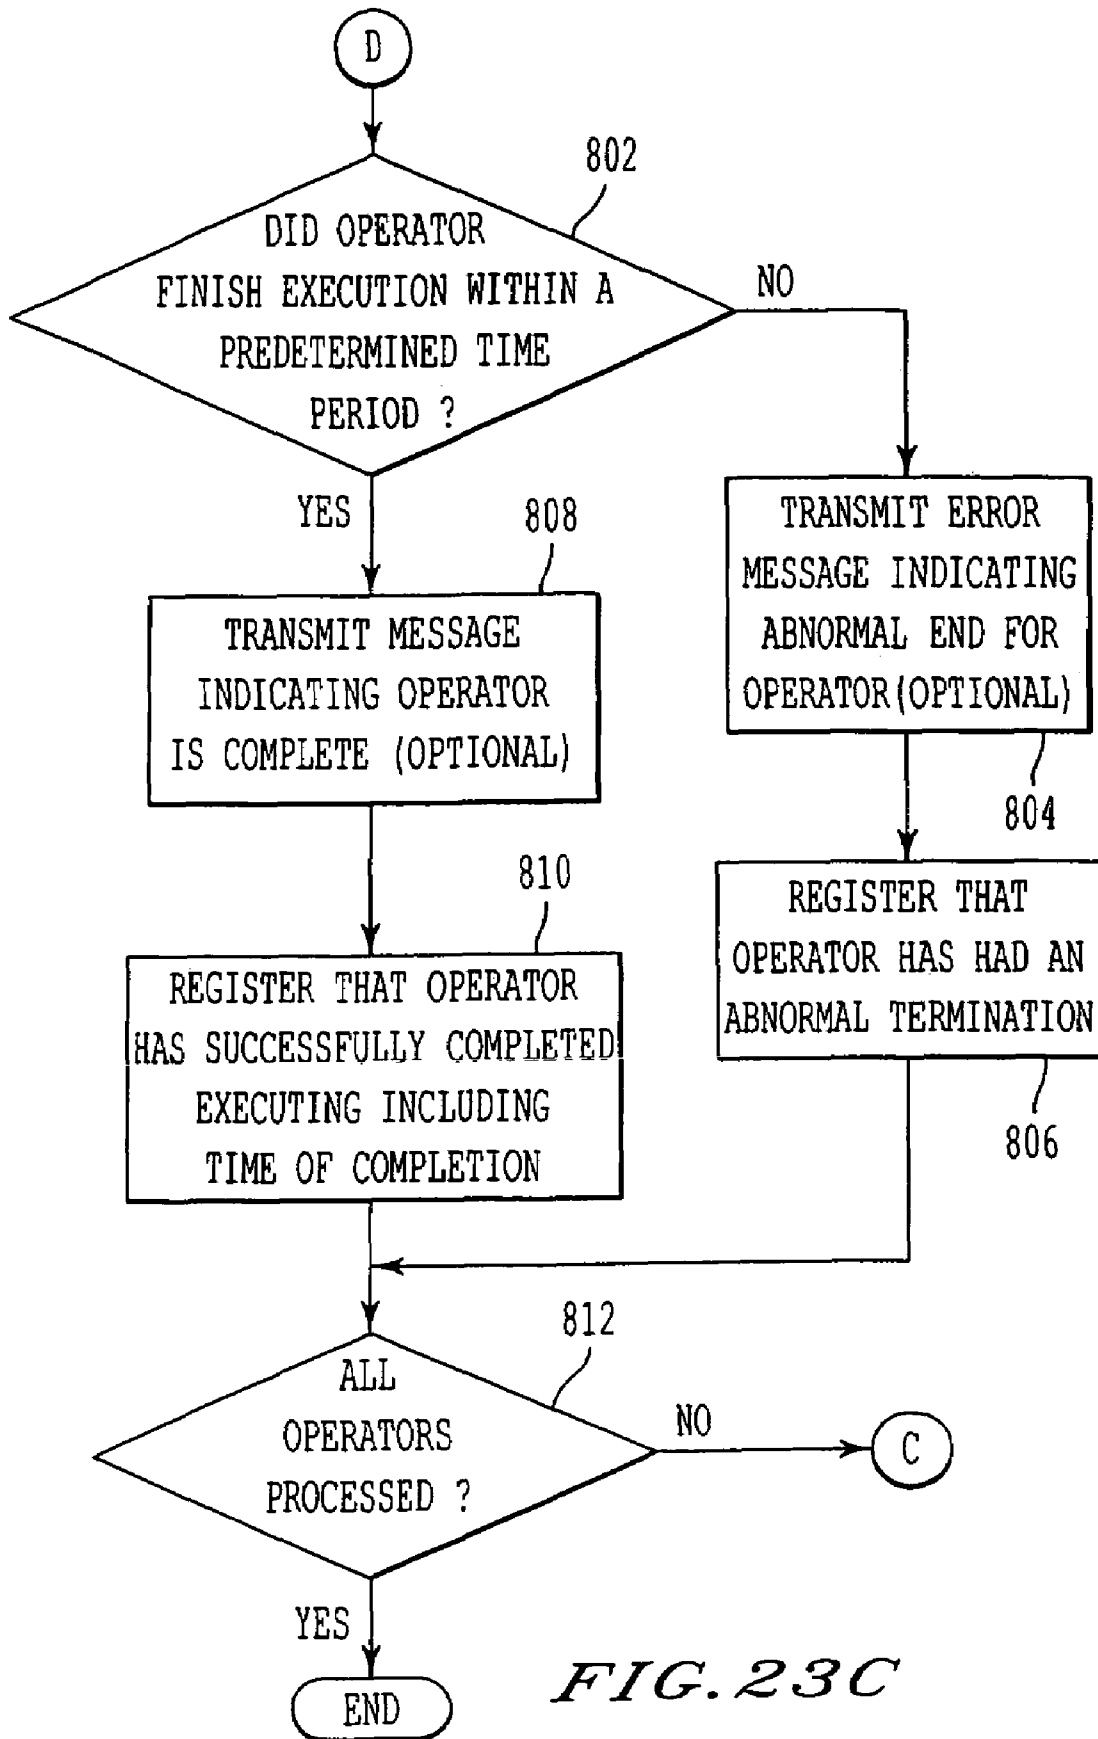 D
802
DID OPERATOR
FINISH EXECUTION WITHIN A
PREDETERMINED TIME
PERIOD ?
NO
YES
808
TRANSMIT MESSAGE
INDICATING OPERATOR
IS COMPLETE (OPTIONAL)
TRANSMIT ERROR
MESSAGE INDICATING
ABNORMAL END FOR
OPERATOR (OPTIONAL)
804
810
REGISTER THAT OPERATOR
HAS SUCCESSFULLY COMPLETED
EXECUTING INCLUDING
TIME OF COMPLETION
REGISTER THAT
OPERATOR HAS HAD AN
ABNORMAL TERMINATION
806
812
ALL
OPERATORS
PROCESSED ?
NO
C
YES
END
FIG. 23C